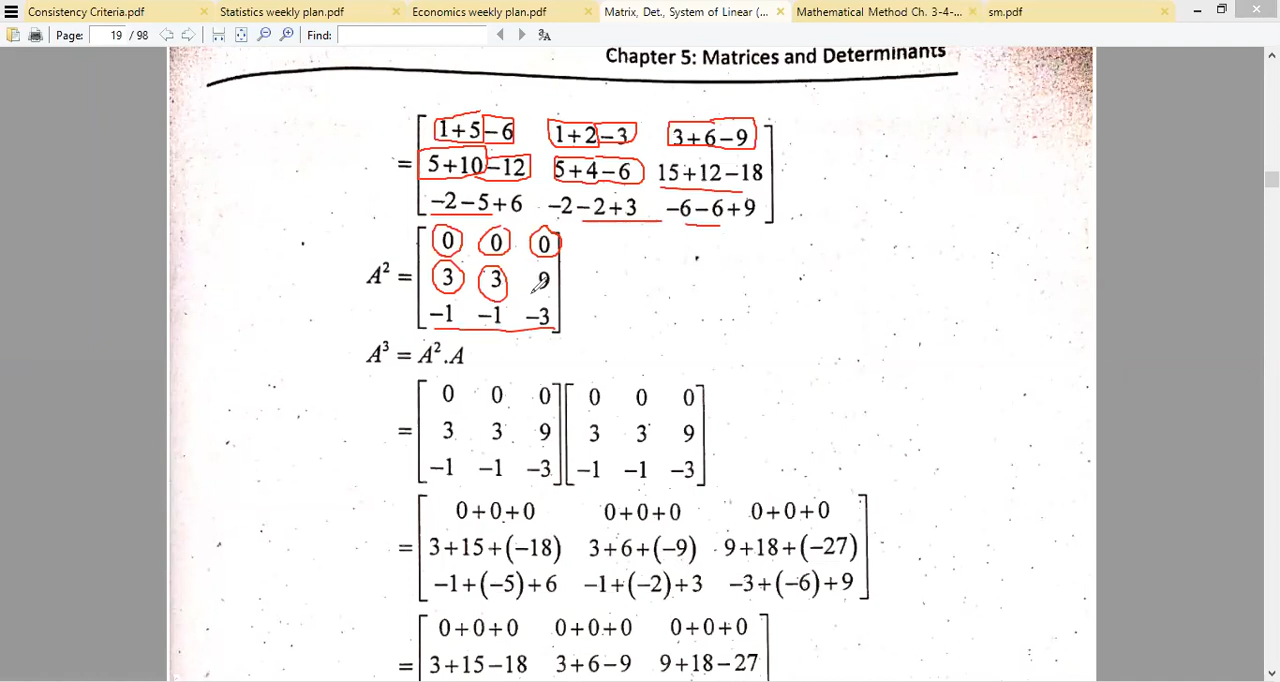 Consistency Criteria.pdf × Statistics weekly plan.pdf × Economics weekly plan.pdf × Matrix, Det., System of Linear (... × Mathematical Method Ch. 3-4-... × sm.pdf ×
Page: 19 / 98 Find:
Chapter 5: Matrices and Determinants
1+5−6 1+2−3 3+6−9
= 5+10−12 5+4−6 15+12−18
−2−5+6 −2−2+3 −6−6+9
0 0 0
A² = 3 3 9
−1 −1 −3
A³ = A².A
0 0 0 0 0 0
= 3 3 9 3 3 9
−1 −1 −3 −1 −1 −3
0+0+0 0+0+0 0+0+0
= 3+15+(−18) 3+6+(−9) 9+18+(−27)
−1+(−5)+6 −1+(−2)+3 −3+(−6)+9
0+0+0 0+0+0 0+0+0
= 3+15−18 3+6−9 9+18−27